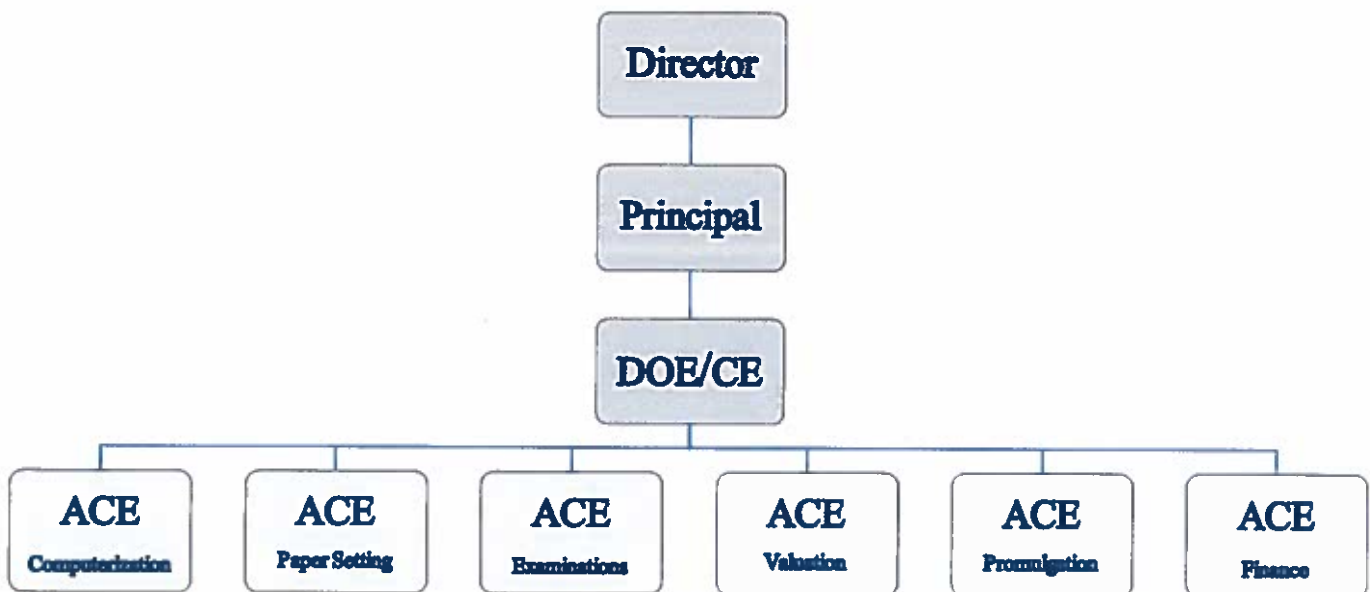 Director
Principal
DOE/CE
ACE
Computerization
ACE
Paper Setting
ACE
Examinations
ACE
Valuation
ACE
Promulgation
ACE
Finance